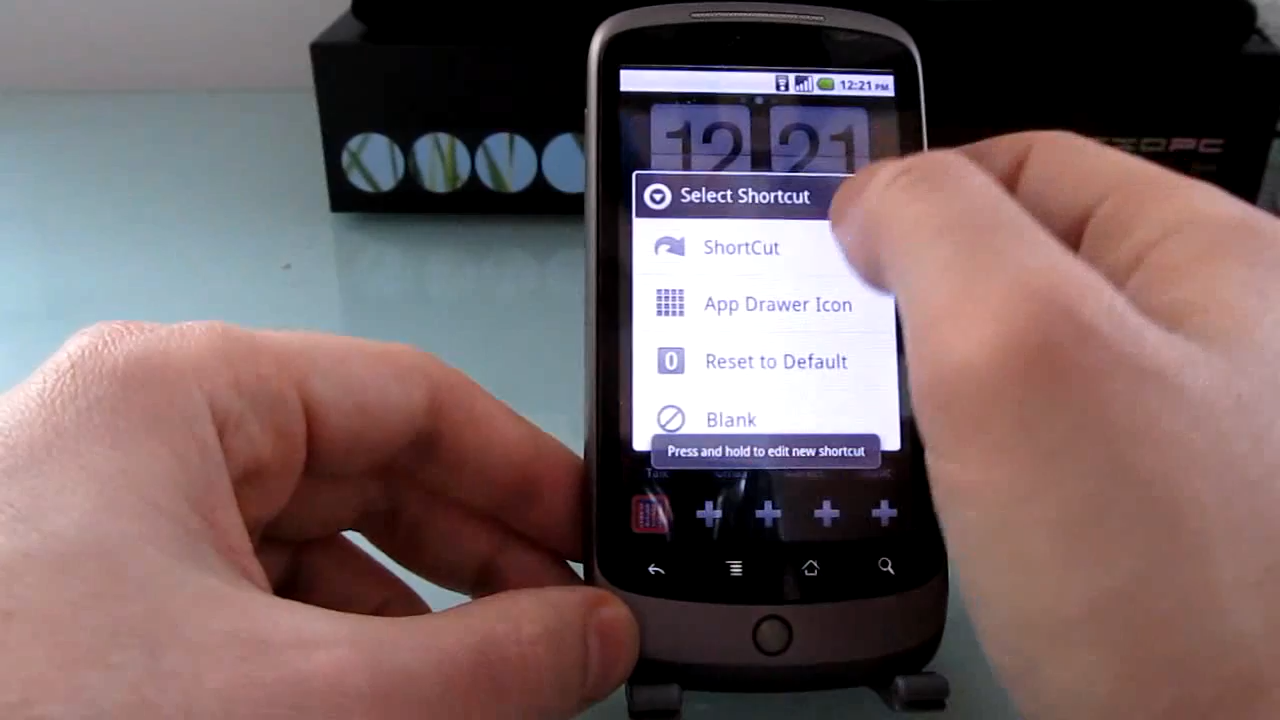 12:21 PM
12 21
Select Shortcut
ShortCut
App Drawer Icon
Reset to Default
Blank
Press and hold to edit new shortcut